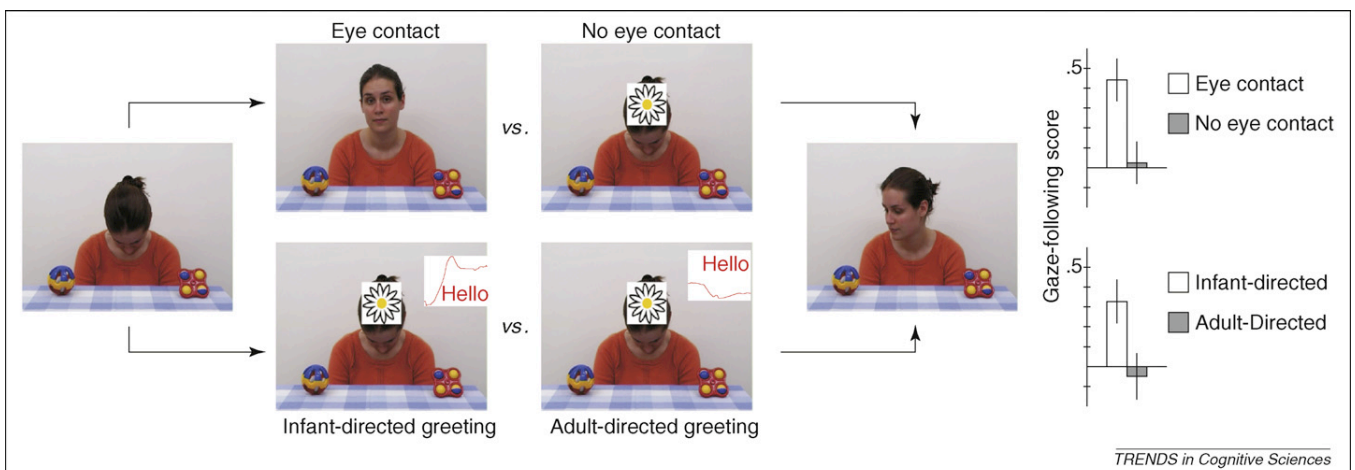 Eye contact
No eye contact
vs.
Hello
Hello
vs.
Infant-directed greeting
Adult-directed greeting
Gaze-following score
.5
Eye contact
No eye contact
.5
Infant-directed
Adult-Directed
TRENDS in Cognitive Sciences